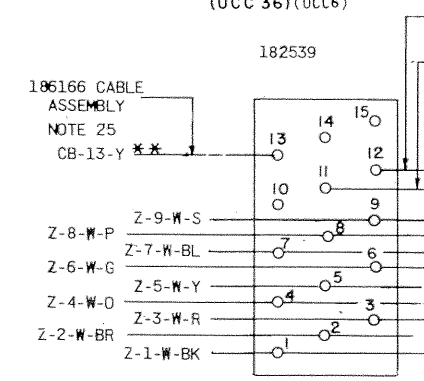 (UCC 36)(UCC6)
182539
186166 CABLE
ASSEMBLY
NOTE 25
CB-13-Y **
15
14
13
12
11
10
9
Z-9-W-S
8
Z-8-W-P
7
Z-7-W-BL
6
Z-6-W-G
5
Z-5-W-Y
4
Z-4-W-O
3
Z-3-W-R
2
Z-2-W-BR
1
Z-1-W-BK